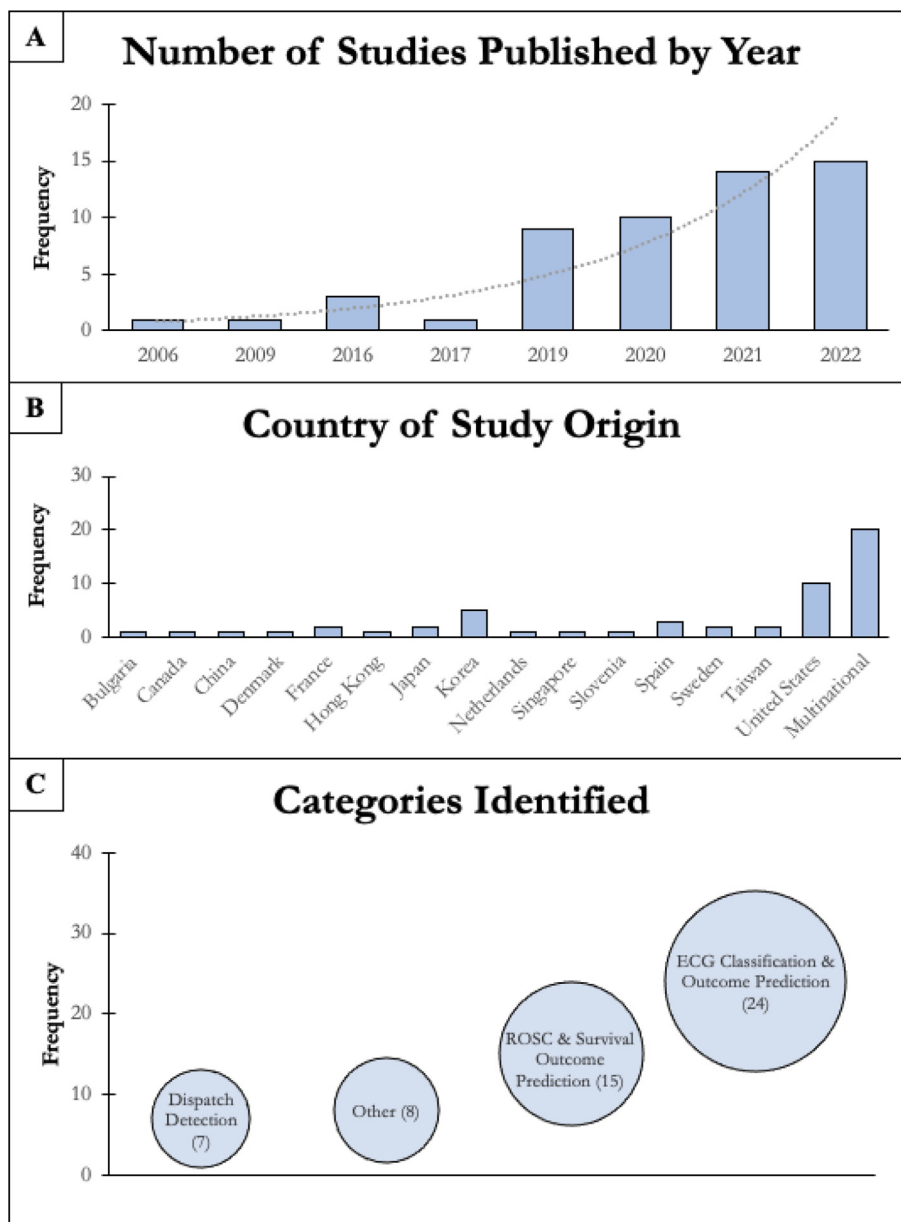 A
Number of Studies Published by Year
Frequency
20
15
10
5
0
2006 2009 2016 2017 2019 2020 2021 2022
B
Country of Study Origin
Frequency
30
20
10
0
Bulgaria Canada China Denmark France Hong Kong Japan Korea Netherlands Singapore Slovenia Spain Sweden Taiwan United States Multinational
C
Categories Identified
Frequency
40
30
20
10
0
Dispatch
Detection
(7)
Other (8)
ROSC & Survival
Outcome
Prediction (15)
ECG Classification &
Outcome Prediction
(24)